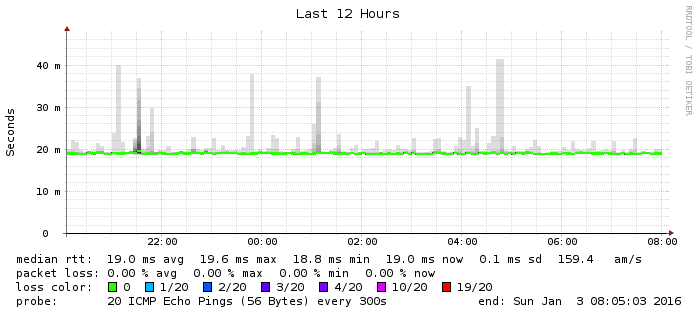 Last 12 Hours
RRDTOOL / TOBI OETIKER
Seconds
40 m
30 m
20 m
10 m
0
22:00 00:00 02:00 04:00 06:00 08:00
median rtt: 19.0 ms avg 19.6 ms max 18.8 ms min 19.0 ms now 0.1 ms sd 159.4 am/s
packet loss: 0.00 % avg 0.00 % max 0.00 % min 0.00 % now
loss color: 0 1/20 2/20 3/20 4/20 10/20 19/20
probe: 20 ICMP Echo Pings (56 Bytes) every 300s end: Sun Jan 3 08:05:03 2016